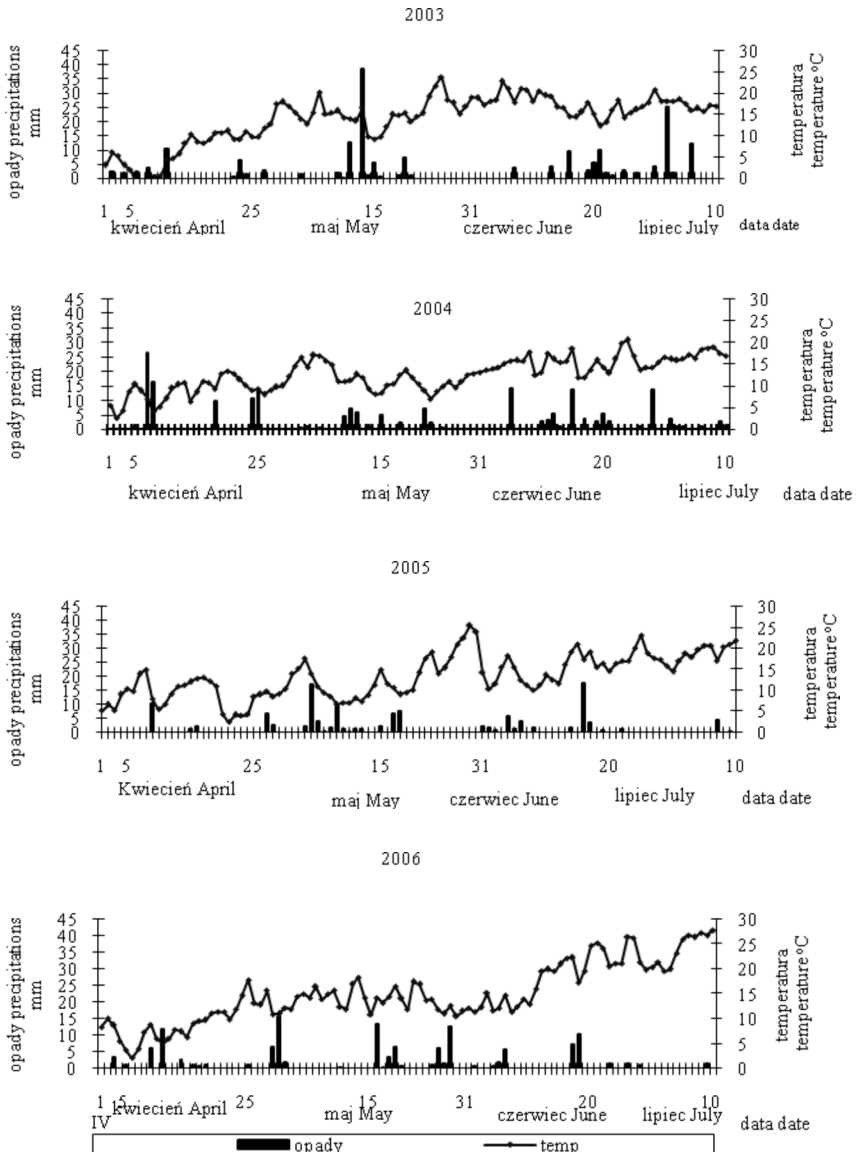 2003
opady precipitations
mm
45
40
35
30
25
20
15
10
5
0
30
25
20
15
10
5
0
temperatura
temperature °C
1 5 25 15 31 20 10
kwiecień April maj May czerwiec June lipiec July data date
2004
opady precipitations
mm
45
40
35
30
25
20
15
10
5
0
30
25
20
15
10
5
0
temperatura
temperature °C
1 5 25 15 31 20 10
kwiecień April maj May czerwiec June lipiec July data date
2005
opady precipitations
mm
45
40
35
30
25
20
15
10
5
0
30
25
20
15
10
5
0
temperatura
temperature °C
1 5 25 15 31 20 10
Kwiecień April maj May czerwiec June lipiec July data date
2006
opady precipitations
mm
45
40
35
30
25
20
15
10
5
0
30
25
20
15
10
5
0
temperatura
temperature °C
1 15 25 15 31 20 10
IV kwiecień April maj May czerwiec June lipiec July data date
opady temp